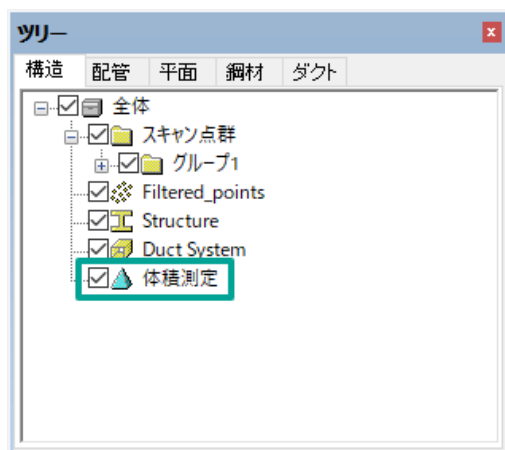 ツリー
構造 配管 平面 鋼材 ダクト
全体
スキャン点群
グループ1
Filtered_points
Structure
Duct System
体積測定